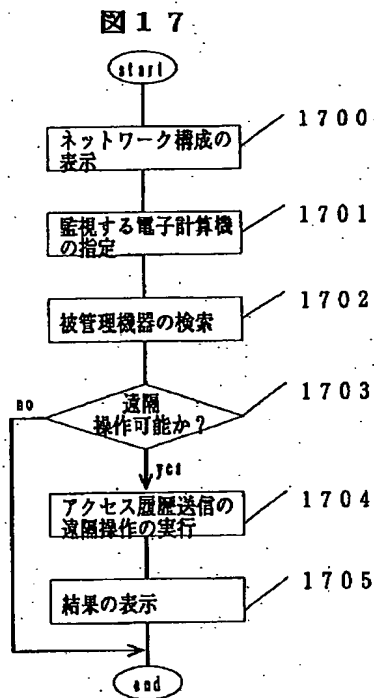 図17
start
ネットワーク構成の
表示
1700
監視する電子計算機
の指定
1701
被管理機器の検索
1702
遠隔
操作可能か?
1703
no
yes
アクセス履歴送信の
遠隔操作の実行
1704
結果の表示
1705
end